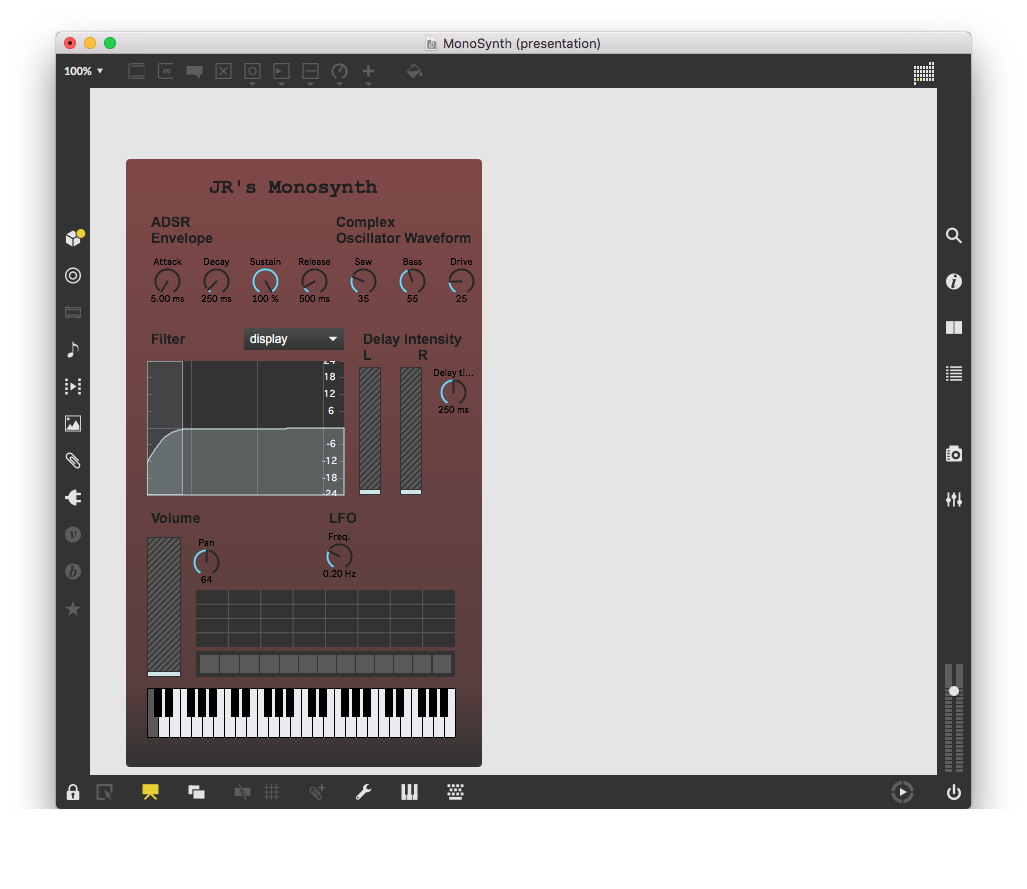 MonoSynth (presentation)
100%
JR's Monosynth
ADSR
Envelope
Complex
Oscillator Waveform
Attack Decay Sustain Release Saw Bass Drive
5.00 ms 250 ms 100 % 500 ms 35 55 25
Filter
display
Delay Intensity
L R
24
18
12
6
-6
-12
-18
-24
Delay ti...
250 ms
Volume
LFO
Pan
64
Freq.
0.20 Hz